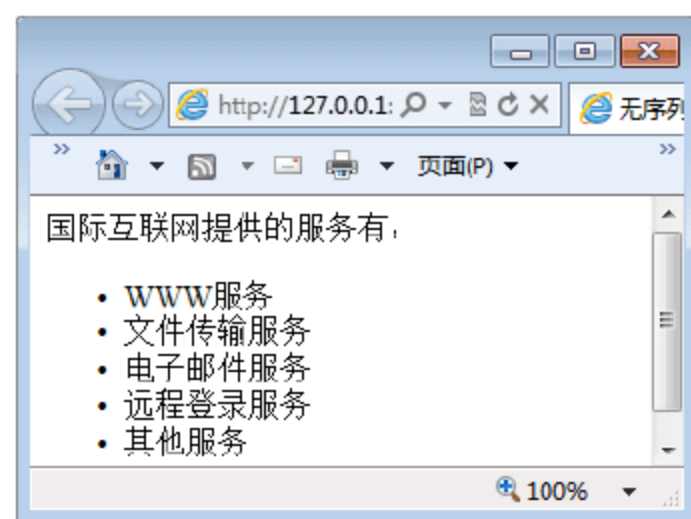 http://127.0.0.1:
无序列
页面(P)
国际互联网提供的服务有：
WWW服务
文件传输服务
电子邮件服务
远程登录服务
其他服务
100%